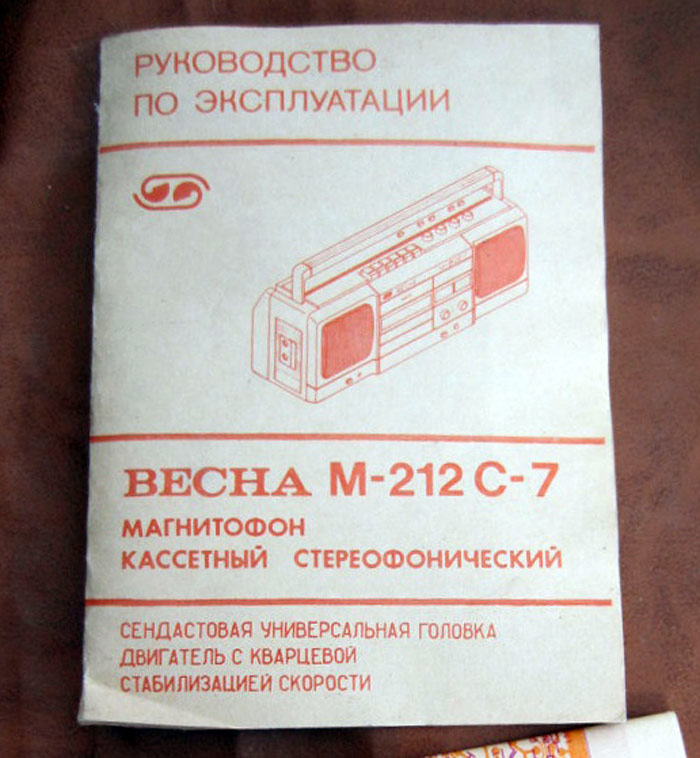 РУКОВОДСТВО
ПО ЭКСПЛУАТАЦИИ
ВЕСНА М-212 С-7
МАГНИТОФОН
КАССЕТНЫЙ СТЕРЕОФОНИЧЕСКИЙ
СЕНДАСТОВАЯ УНИВЕРСАЛЬНАЯ ГОЛОВКА
ДВИГАТЕЛЬ С КВАРЦЕВОЙ
СТАБИЛИЗАЦИЕЙ СКОРОСТИ